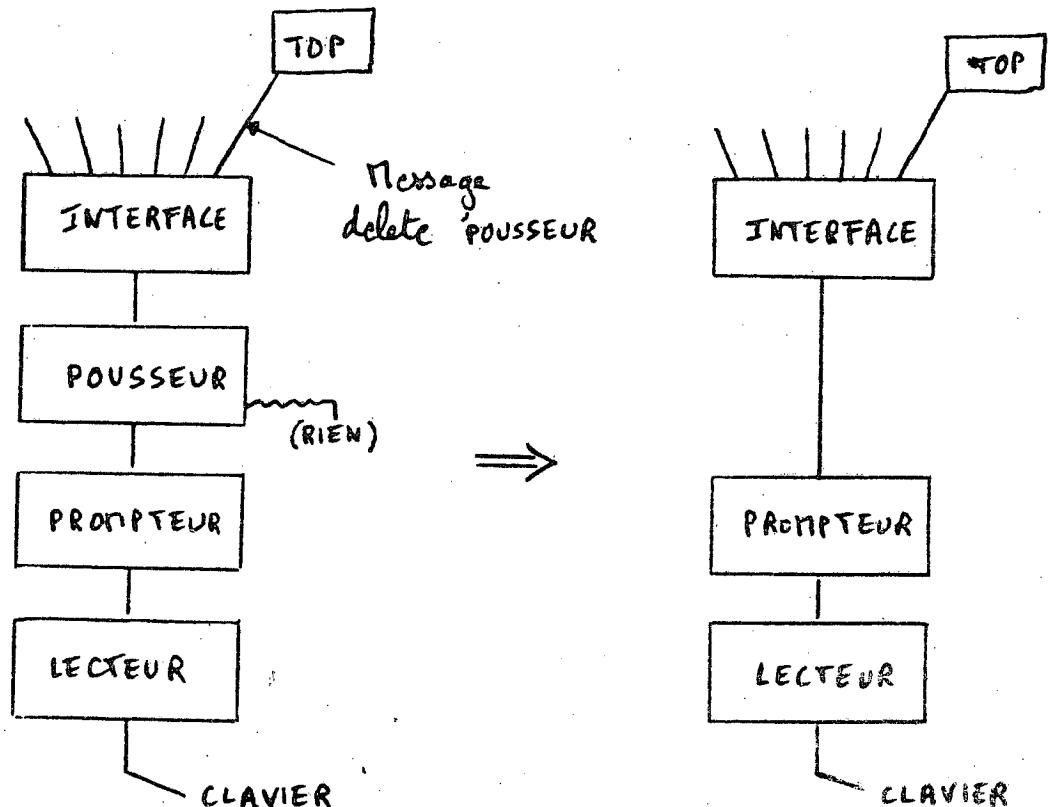 TOP
Message
delete 'POUSSEUR
INTERFACE
POUSSEUR
(RIEN)
PROMPTEUR
LECTEUR
CLAVIER
TOP
INTERFACE
PROMPTEUR
LECTEUR
CLAVIER